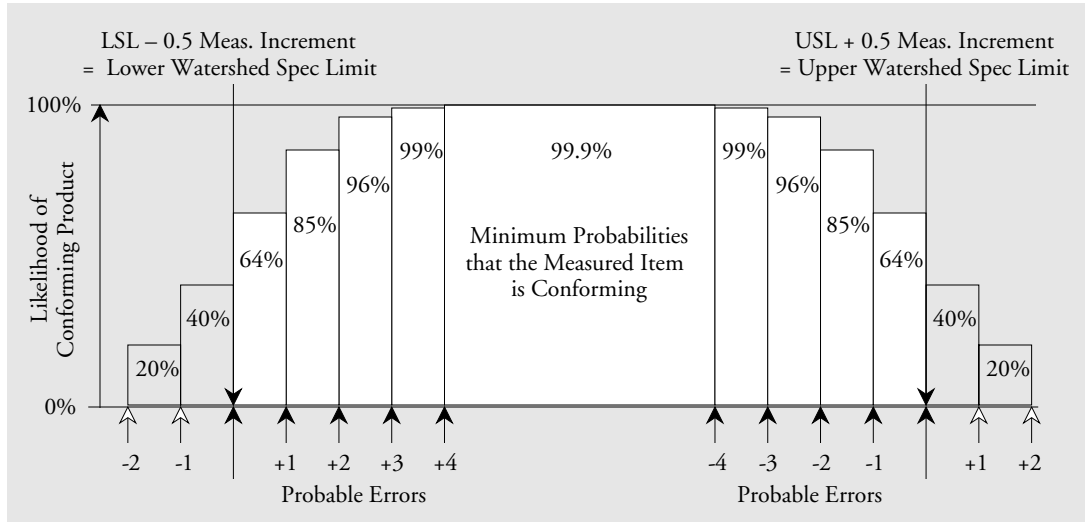 LSL – 0.5 Meas. Increment
= Lower Watershed Spec Limit
USL + 0.5 Meas. Increment
= Upper Watershed Spec Limit
100%
0%
Likelihood of
Conforming Product
20%
40%
64%
85%
96%
99%
99.9%
99%
96%
85%
64%
40%
20%
Minimum Probabilities
that the Measured Item
is Conforming
-2 -1 +1 +2 +3 +4 -4 -3 -2 -1 +1 +2
Probable Errors
Probable Errors